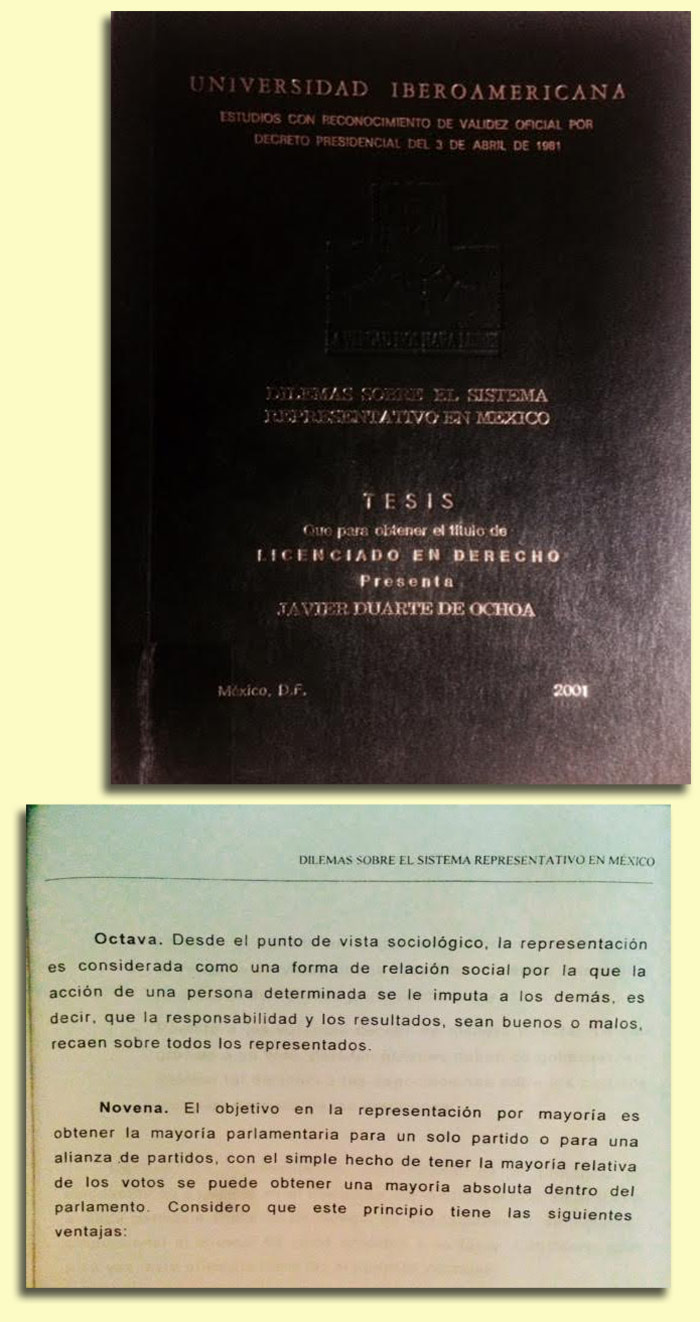 UNIVERSIDAD IBEROAMERICANA
ESTUDIOS CON RECONOCIMIENTO DE VALIDEZ OFICIAL POR
DECRETO PRESIDENCIAL DEL 3 DE ABRIL DE 1981
DILEMAS SOBRE EL SISTEMA
REPRESENTATIVO EN MEXICO
TESIS
Que para obtener el título de
LICENCIADO EN DERECHO
Presenta
JAVIER DUARTE DE OCHOA
México, D.F. 2001
DILEMAS SOBRE EL SISTEMA REPRESENTATIVO EN MÉXICO
Octava. Desde el punto de vista sociológico, la representación
es considerada como una forma de relación social por la que la
acción de una persona determinada se le imputa a los demás, es
decir, que la responsabilidad y los resultados, sean buenos o malos,
recaen sobre todos los representados.
Novena. El objetivo en la representación por mayoría es
obtener la mayoría parlamentaria para un solo partido o para una
alianza de partidos, con el simple hecho de tener la mayoría relativa
de los votos se puede obtener una mayoría absoluta dentro del
parlamento. Considero que este principio tiene las siguientes
ventajas: